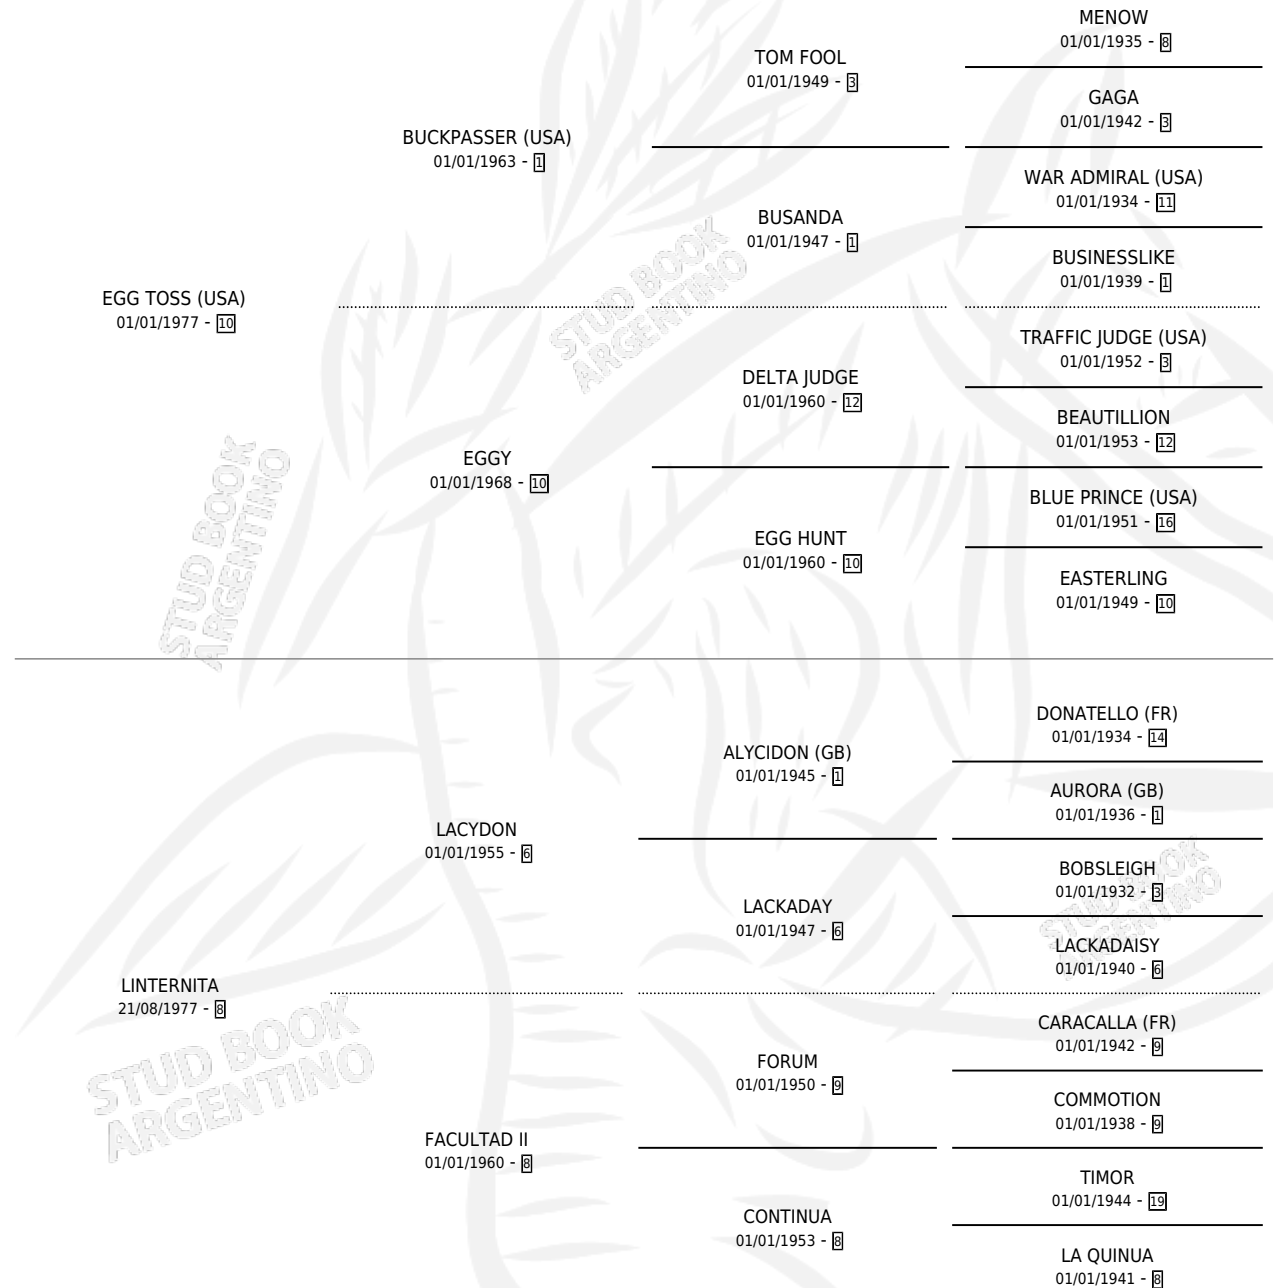 MENOW
01/01/1935 - 8
TOM FOOL
01/01/1949 - 3
GAGA
01/01/1942 - 3
BUCKPASSER (USA)
01/01/1963 - 1
WAR ADMIRAL (USA)
01/01/1934 - 11
BUSANDA
01/01/1947 - 1
BUSINESSLIKE
01/01/1939 - 1
EGG TOSS (USA)
01/01/1977 - 10
STUD BOOK
ARGENTINO
TRAFFIC JUDGE (USA)
01/01/1952 - 3
DELTA JUDGE
01/01/1960 - 12
BEAUTILLION
01/01/1953 - 12
EGGY
01/01/1968 - 10
BLUE PRINCE (USA)
01/01/1951 - 16
EGG HUNT
01/01/1960 - 10
EASTERLING
01/01/1949 - 10
STUD BOOK
ARGENTINO
DONATELLO (FR)
01/01/1934 - 14
ALYCIDON (GB)
01/01/1945 - 1
AURORA (GB)
01/01/1936 - 1
LACYDON
01/01/1955 - 6
BOBSLEIGH
01/01/1932 - 3
LACKADAY
01/01/1947 - 6
LACKADAISY
01/01/1940 - 6
STUD BOOK
ARGENTINO
LINTERNITA
21/08/1977 - 8
CARACALLA (FR)
01/01/1942 - 9
FORUM
01/01/1950 - 9
COMMOTION
01/01/1938 - 9
STUD BOOK
ARGENTINO
FACULTAD II
01/01/1960 - 8
TIMOR
01/01/1944 - 19
CONTINUA
01/01/1953 - 8
LA QUINUA
01/01/1941 - 8